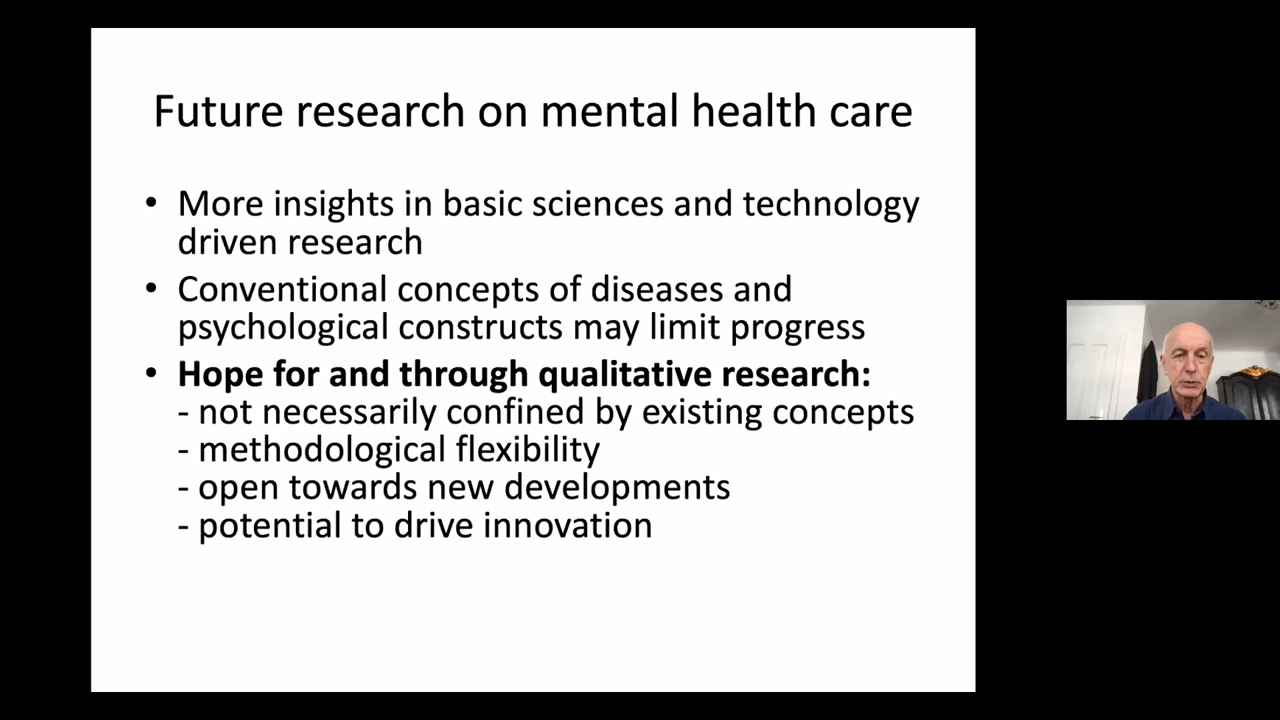 Future research on mental health care
• More insights in basic sciences and technology
driven research
• Conventional concepts of diseases and
psychological constructs may limit progress
• Hope for and through qualitative research:
- not necessarily confined by existing concepts
- methodological flexibility
- open towards new developments
- potential to drive innovation